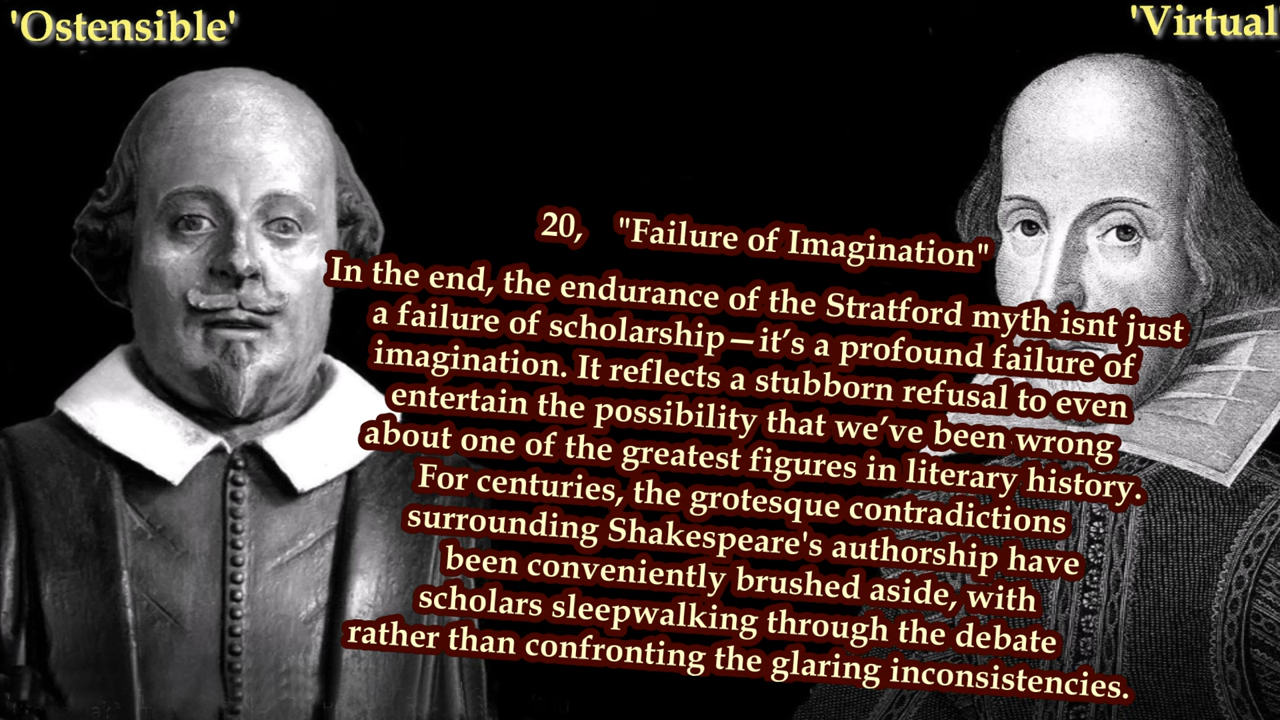 'Ostensible'
'Virtual'
20, "Failure of Imagination"
In the end, the endurance of the Stratford myth isnt just
a failure of scholarship—it’s a profound failure of
imagination. It reflects a stubborn refusal to even
entertain the possibility that we’ve been wrong
about one of the greatest figures in literary history.
For centuries, the grotesque contradictions
surrounding Shakespeare's authorship have
been conveniently brushed aside, with
scholars sleepwalking through the debate
rather than confronting the glaring inconsistencies.